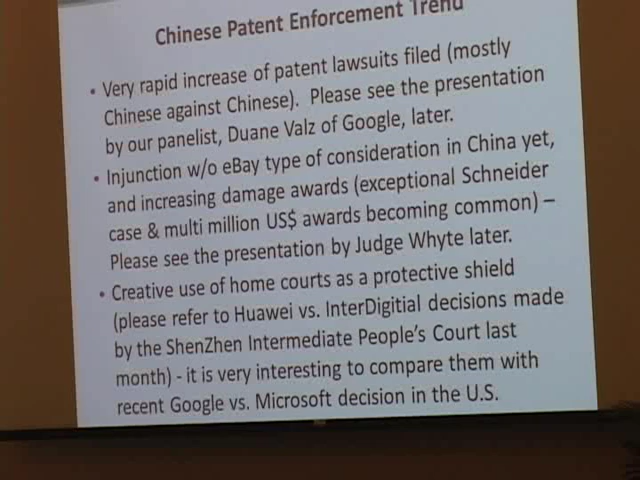 Chinese Patent Enforcement Trend
• Very rapid increase of patent lawsuits filed (mostly
Chinese against Chinese). Please see the presentation
by our panelist, Duane Valz of Google, later.
• Injunction w/o eBay type of consideration in China yet,
and increasing damage awards (exceptional Schneider
case & multi million US$ awards becoming common) –
Please see the presentation by Judge Whyte later.
• Creative use of home courts as a protective shield
(please refer to Huawei vs. InterDigitial decisions made
by the ShenZhen Intermediate People's Court last
month) - it is very interesting to compare them with
recent Google vs. Microsoft decision in the U.S.